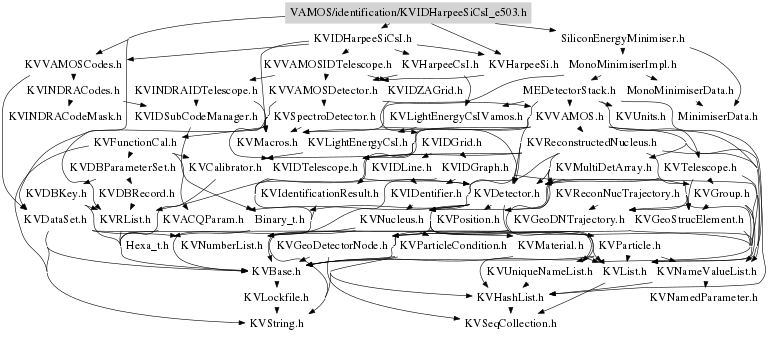 VAMOS/identification/KVIDHarpeeSiCsI_e503.h
KVIDHarpeeSiCsI.h SiliconEnergyMinimiser.h
KVVAMOSCodes.h KVVAMOSIDTelescope.h KVHarpeeCsI.h KVHarpeeSi.h MonoMinimiserImpl.h
KVINDRACodes.h KVINDRAIDTelescope.h KVVAMOSDetector.h KVIDZAGrid.h MEDetectorStack.h MonoMinimiserData.h
KVINDRACodeMask.h KVIDSubCodeManager.h KVSpectroDetector.h KVLightEnergyCsIVamos.h KVVAMOS.h KVUnits.h MinimiserData.h
KVFunctionCal.h KVMacros.h KVLightEnergyCsI.h KVIDGrid.h KVReconstructedNucleus.h
KVDBParameterSet.h KVCalibrator.h KVIDTelescope.h KVIDLine.h KVIDGraph.h KVMultiDetArray.h KVTelescope.h
KVDBKey.h KVDBRecord.h KVIdentificationResult.h KVIDentifier.h KVDetector.h KVReconNucTrajectory.h KVGroup.h
KVDataSet.h KVRList.h KVACQParam.h Binary_t.h KVNucleus.h KVPosition.h KVGeoDNTrajectory.h KVGeoStrucElement.h
Hexa_t.h KVNumberList.h KVGeoDetectorNode.h KVParticleCondition.h KVMaterial.h KVParticle.h
KVBase.h KVUniqueNameList.h KVList.h KVNameValueList.h
KVLockfile.h KVHashList.h KVNamedParameter.h
KVString.h KVSeqCollection.h